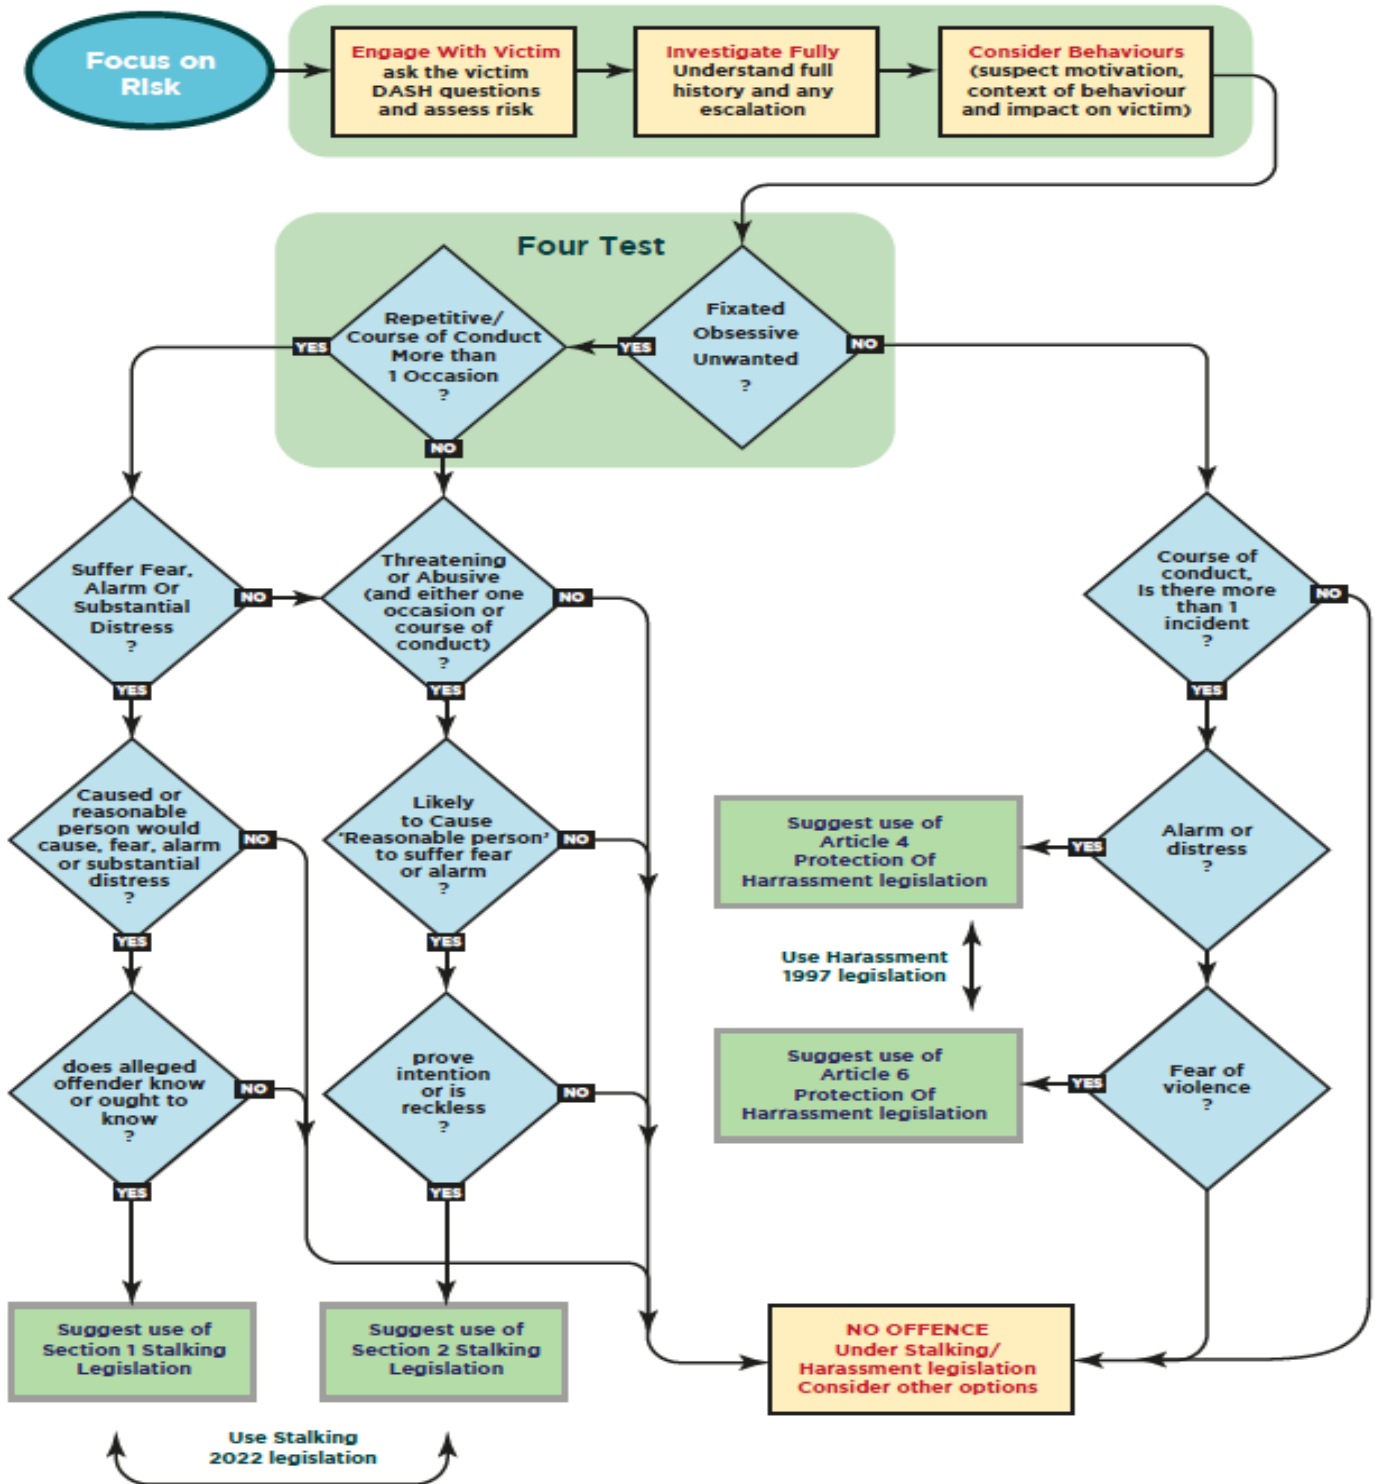 Focus on
Risk
Engage With Victim
ask the victim
DASH questions
and assess risk
Investigate Fully
Understand full
history and any
escalation
Consider Behaviours
(suspect motivation,
context of behaviour
and impact on victim)
Four Test
Repetitive/
Course of Conduct
More than
1 Occasion
?
YES
NO
Fixated
Obsessive
Unwanted
?
YES
NO
Suffer Fear,
Alarm Or
Substantial
Distress
?
NO
YES
Threatening
or Abusive
(and either one
occasion or
course of
conduct)
?
NO
YES
Course of
conduct,
Is there more
than 1
incident
?
NO
YES
Caused or
reasonable
person would
cause, fear, alarm
or substantial
distress
?
NO
YES
Likely
to Cause
'Reasonable person'
to suffer fear
or alarm
?
NO
YES
Suggest use of
Article 4
Protection Of
Harrassment legislation
YES
Alarm or
distress
?
Use Harassment
1997 legislation
does alleged
offender know
or ought to
know
?
NO
YES
prove
intention
or is
reckless
?
NO
YES
Suggest use of
Article 6
Protection Of
Harrassment legislation
YES
Fear of
violence
?
Suggest use of
Section 1 Stalking
Legislation
Suggest use of
Section 2 Stalking
Legislation
NO OFFENCE
Under Stalking/
Harassment legislation
Consider other options
Use Stalking
2022 legislation